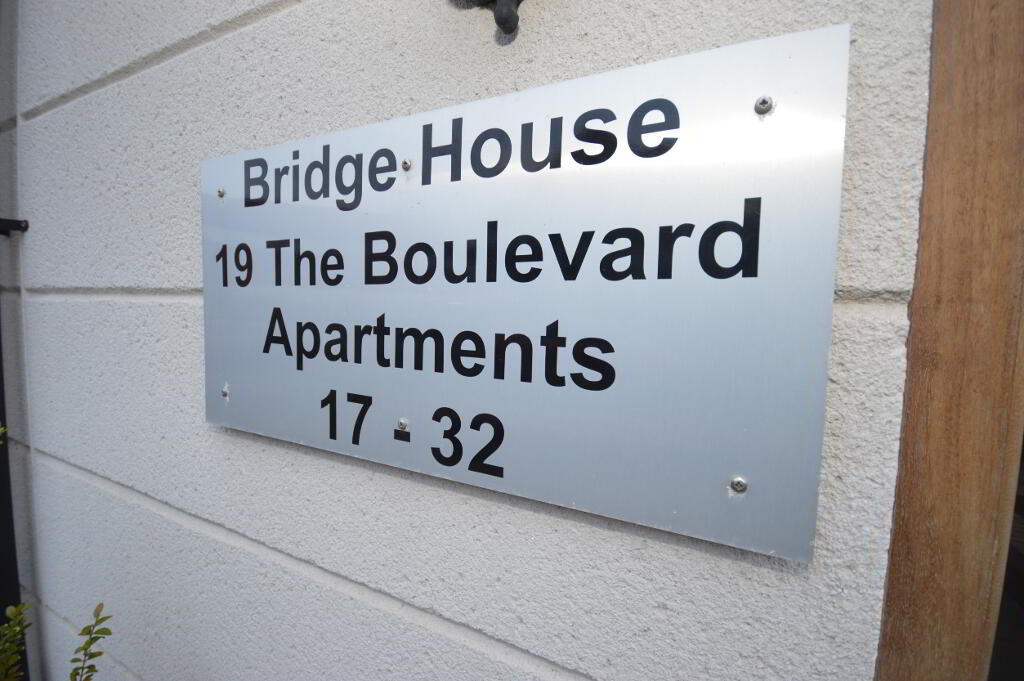 Bridge House
19 The Boulevard
Apartments
17 - 32